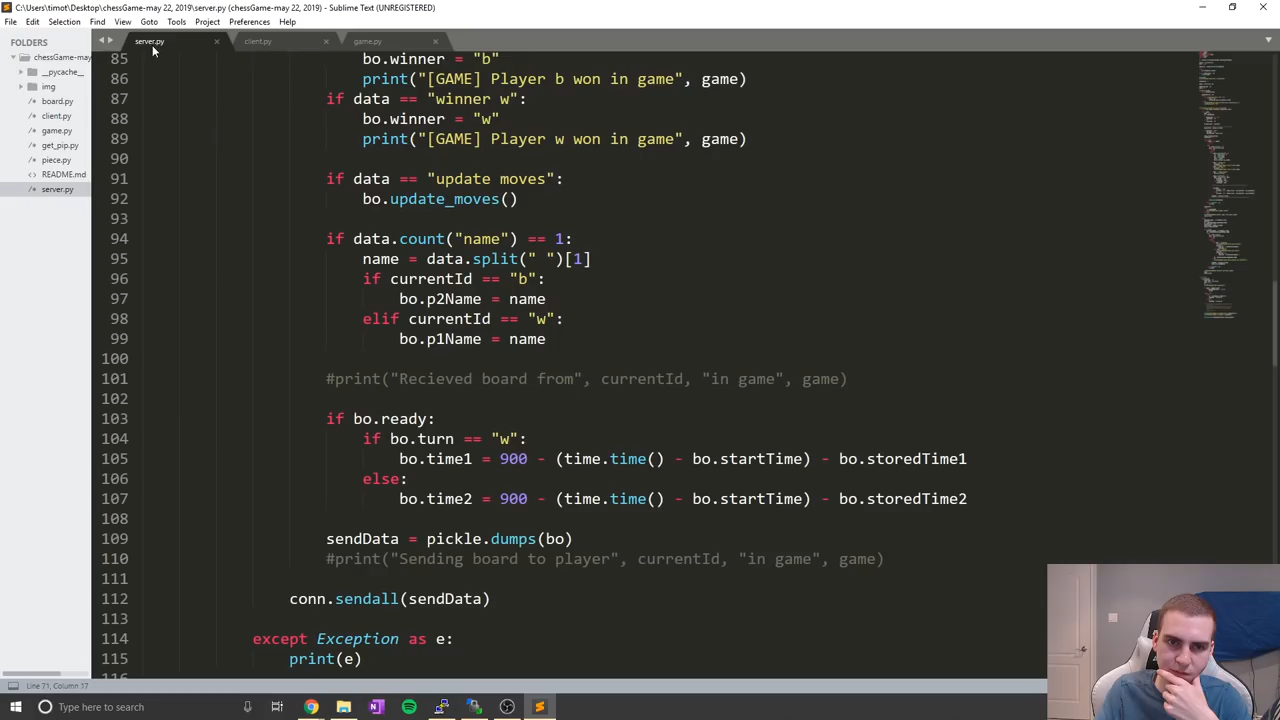 C:\Users\timot\Desktop\chessGame-may 22, 2019\server.py (chessGame-may 22, 2019) - Sublime Text (UNREGISTERED)
File Edit Selection Find View Goto Tools Project Preferences Help
FOLDERS
chessGame-may
__pycache__
img
board.py
client.py
game.py
get_pip.py
piece.py
README.md
server.py
server.py client.py game.py
85 bo.winner = "b"
86 print("[GAME] Player b won in game", game)
87 if data == "winner w":
88 bo.winner = "w"
89 print("[GAME] Player w won in game", game)
90
91 if data == "update moves":
92 bo.update_moves()
93
94 if data.count("name") == 1:
95 name = data.split(" ")[1]
96 if currentId == "b":
97 bo.p2Name = name
98 elif currentId == "w":
99 bo.p1Name = name
100
101 #print("Recieved board from", currentId, "in game", game)
102
103 if bo.ready:
104 if bo.turn == "w":
105 bo.time1 = 900 - (time.time() - bo.startTime) - bo.storedTime1
106 else:
107 bo.time2 = 900 - (time.time() - bo.startTime) - bo.storedTime2
108
109 sendData = pickle.dumps(bo)
110 #print("Sending board to player", currentId, "in game", game)
111
112 conn.sendall(sendData)
113
114 except Exception as e:
115 print(e)
Line 71, Column 17
Type here to search